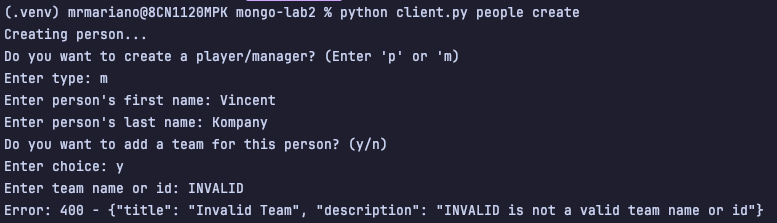 (.venv) mrmariano@8CN1120MPK mongo-lab2 % python client.py people create
Creating person...
Do you want to create a player/manager? (Enter 'p' or 'm')
Enter type: m
Enter person's first name: Vincent
Enter person's last name: Kompany
Do you want to add a team for this person? (y/n)
Enter choice: y
Enter team name or id: INVALID
Error: 400 - {"title": "Invalid Team", "description": "INVALID is not a valid team name or id"}